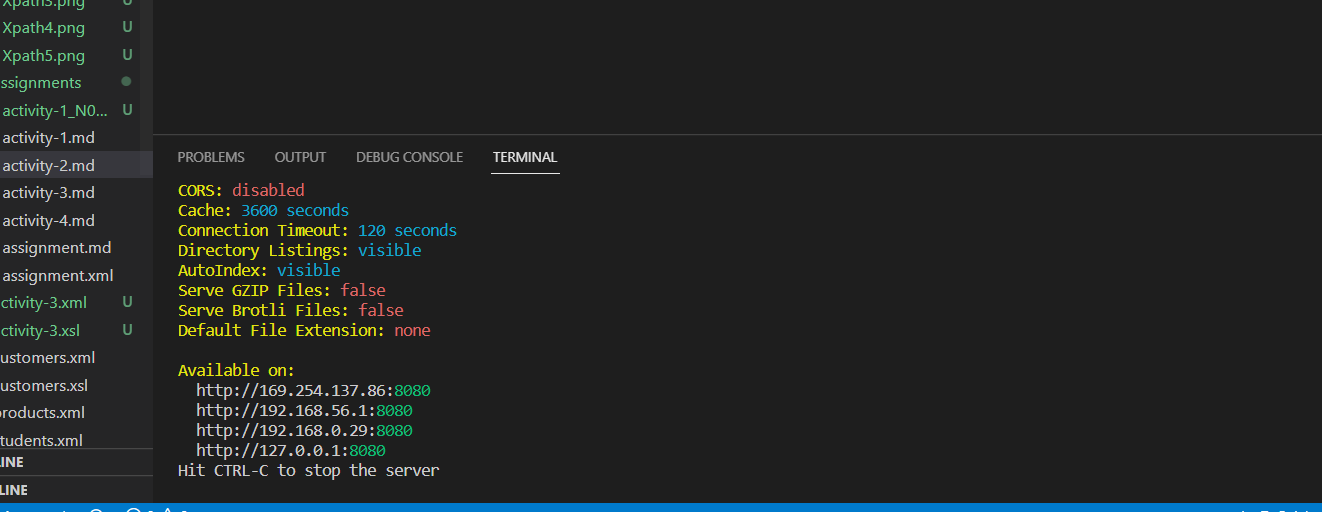 Xpath3.png U
Xpath4.png U
Xpath5.png U
ssignments
activity-1_N0... U
activity-1.md
activity-2.md
activity-3.md
activity-4.md
assignment.md
assignment.xml
ctivity-3.xml U
ctivity-3.xsl U
ustomers.xml
ustomers.xsl
roducts.xml
tudents.xml
LINE
LINE
PROBLEMS OUTPUT DEBUG CONSOLE TERMINAL
CORS: disabled
Cache: 3600 seconds
Connection Timeout: 120 seconds
Directory Listings: visible
AutoIndex: visible
Serve GZIP Files: false
Serve Brotli Files: false
Default File Extension: none
Available on:
http://169.254.137.86:8080
http://192.168.56.1:8080
http://192.168.0.29:8080
http://127.0.0.1:8080
Hit CTRL-C to stop the server